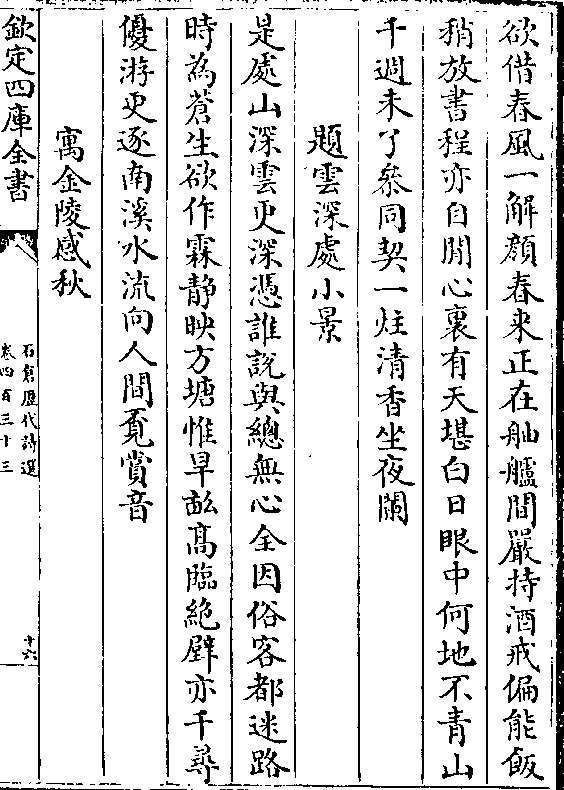 欲借春風一解顔春来正在舳艫間嚴持酒戒偏能飯
稍放書程亦自閒心裏有天堪白日眼中何地不青山
千週未了叅同契一炷清香坐夜闌
題雲深處小景
是處山深雲更深憑誰説與總無心全因俗客都迷路
時為蒼生欲作霖静映方塘惟旱畝髙臨絶壁亦千尋
優游更逐南溪水流向人間覔賞音
寓金陵感秋
欽定四庫全書
石倉歴代詩選
卷四百三十三
十六